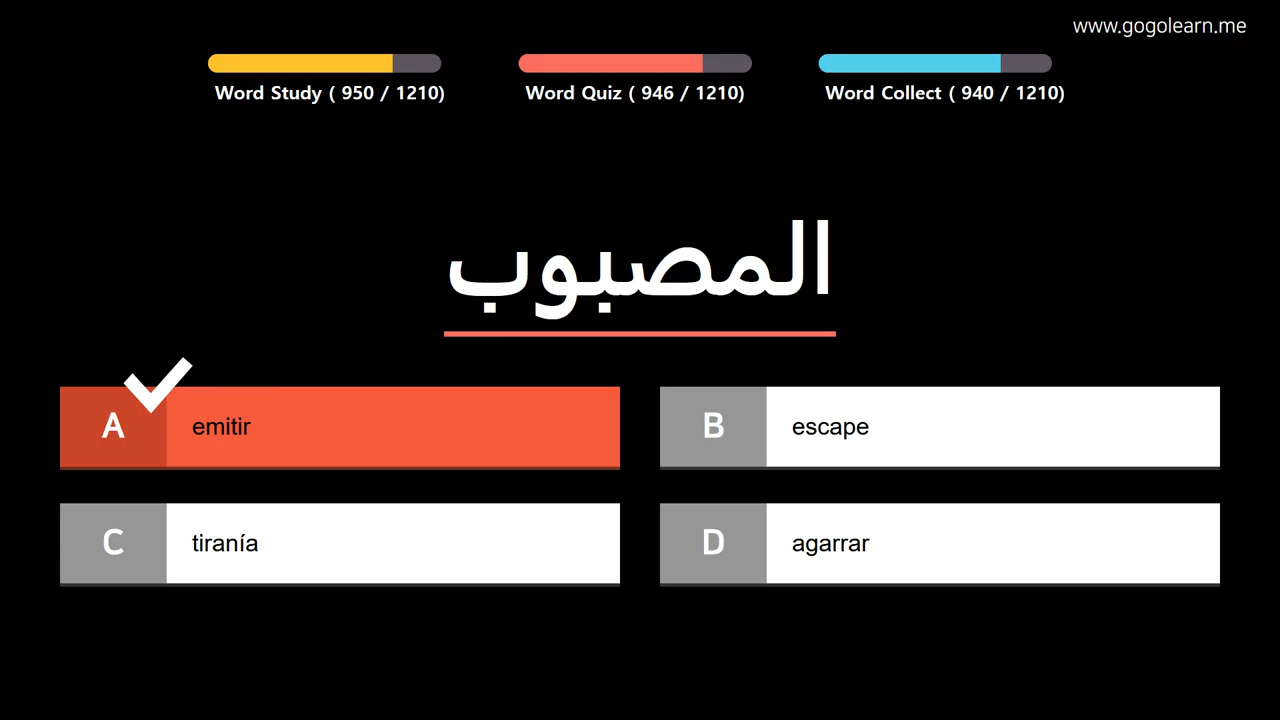 www.gogolearn.me
Word Study ( 950 / 1210)
Word Quiz ( 946 / 1210)
Word Collect ( 940 / 1210)
المصبوب
A emitir
B escape
C tiranía
D agarrar